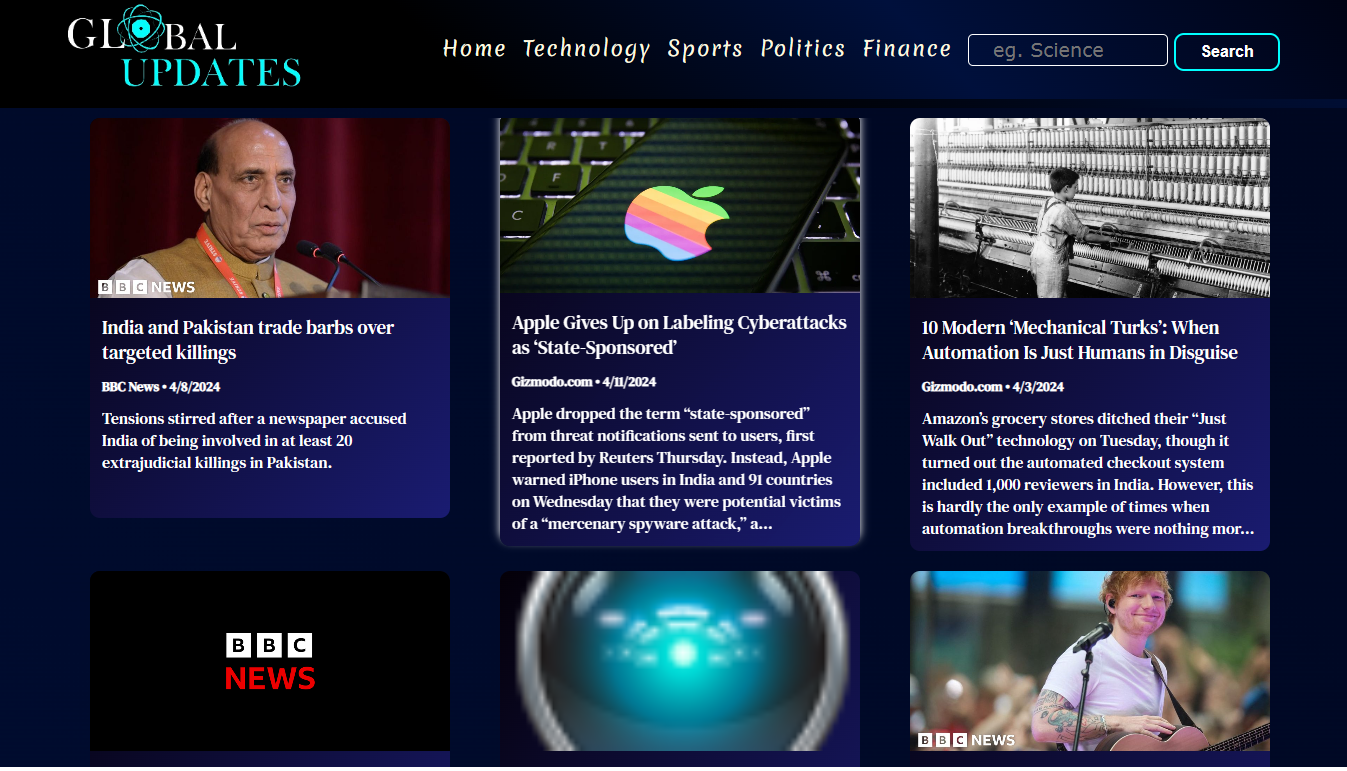 GLOBAL
UPDATES
Home Technology Sports Politics Finance eg. Science Search
BBC NEWS
India and Pakistan trade barbs over
targeted killings
BBC News • 4/8/2024
Tensions stirred after a newspaper accused
India of being involved in at least 20
extrajudicial killings in Pakistan.
R
F
C
⌘
Apple Gives Up on Labeling Cyberattacks
as ‘State-Sponsored’
Gizmodo.com • 4/11/2024
Apple dropped the term “state-sponsored”
from threat notifications sent to users, first
reported by Reuters Thursday. Instead, Apple
warned iPhone users in India and 91 countries
on Wednesday that they were potential victims
of a “mercenary spyware attack,” a...
10 Modern ‘Mechanical Turks’: When
Automation Is Just Humans in Disguise
Gizmodo.com • 4/3/2024
Amazon’s grocery stores ditched their “Just
Walk Out” technology on Tuesday, though it
turned out the automated checkout system
included 1,000 reviewers in India. However, this
is hardly the only example of times when
automation breakthroughs were nothing mor...
BBC
NEWS
BBC NEWS